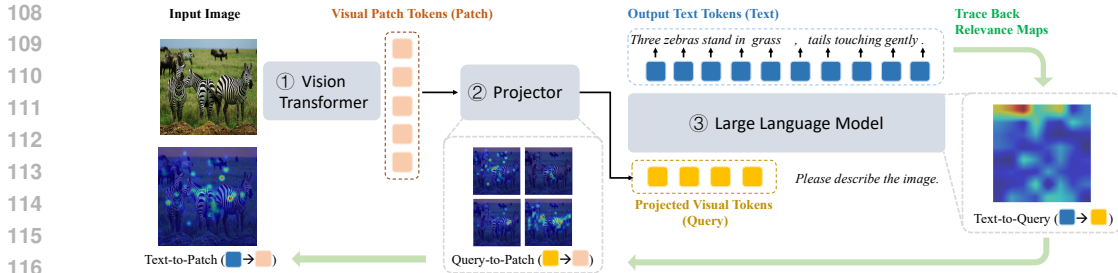 108
109
110
111
112
113
114
115
116
Input Image
Visual Patch Tokens (Patch)
Output Text Tokens (Text)
Trace Back
Relevance Maps
Three zebras stand in grass , tails touching gently .
① Vision
Transformer
② Projector
③ Large Language Model
Please describe the image.
Projected Visual Tokens
(Query)
Text-to-Query (→)
Text-to-Patch (→)
Query-to-Patch (→)